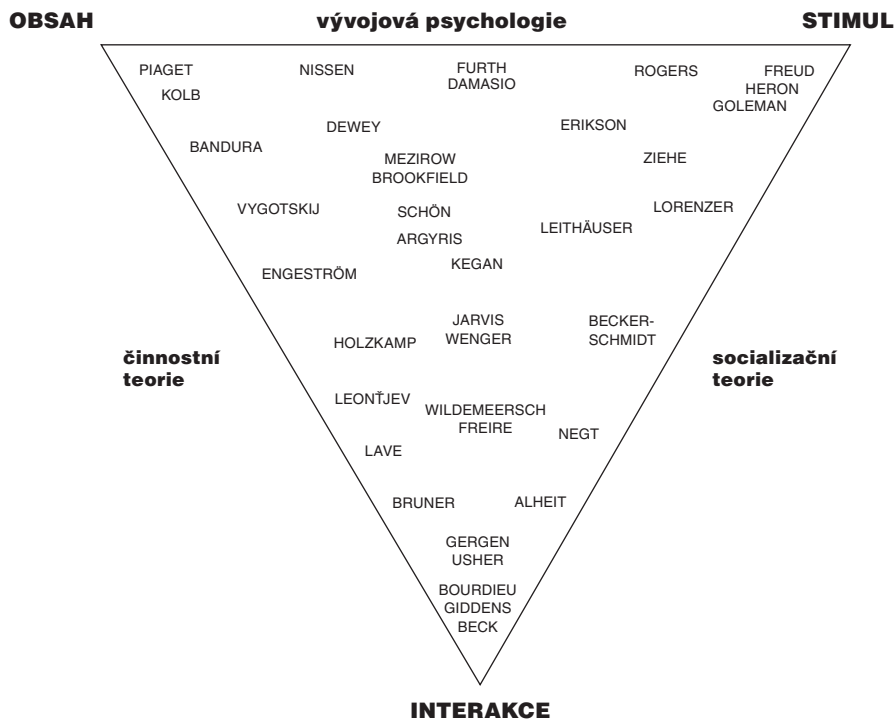 OBSAH vývojová psychologie STIMUL
PIAGET NISSEN FURTH ROGERS FREUD
KOLB DAMASIO HERON
GOLEMAN
DEWEY ERIKSON
BANDURA MEZIROW ZIEHE
BROOKFIELD
VYGOTSKIJ SCHÖN LORENZER
ARGYRIS LEITHÄUSER
ENGESTRÖM KEGAN
JARVIS BECKER-
HOLZKAMP WENGER SCHMIDT
činnostní socializační
teorie teorie
LEONŤJEV WILDEMEERSCH
FREIRE NEGT
LAVE
BRUNER ALHEIT
GERGEN
USHER
BOURDIEU
GIDDENS
BECK
INTERAKCE